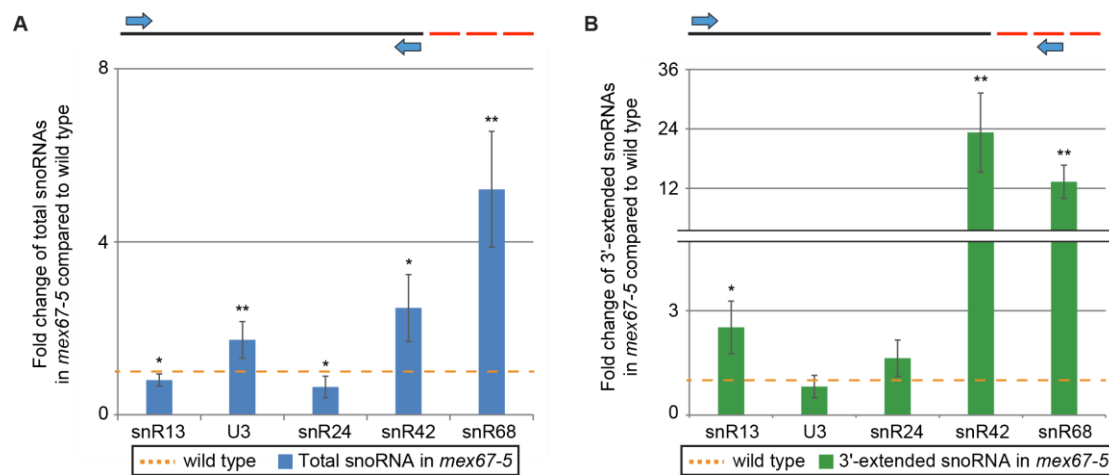 A
Fold change of total snoRNAs
in mex67-5 compared to wild type
8
4
0
**
**
*
*
*
snR13 U3 snR24 snR42 snR68
wild type Total snoRNA in mex67-5
B
Fold change of 3'-extended snoRNAs
in mex67-5 compared to wild type
36
24
12
3
0
**
**
*
snR13 U3 snR24 snR42 snR68
wild type 3'-extended snoRNA in mex67-5